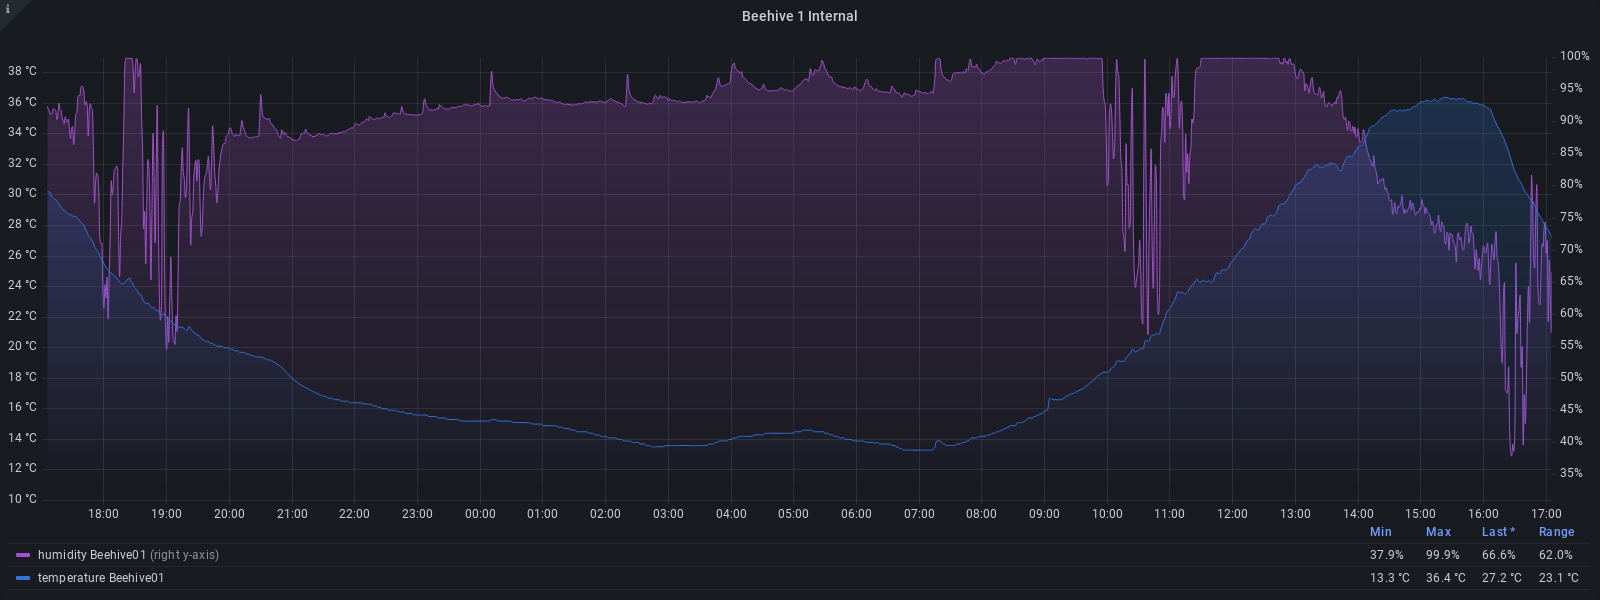 i
Beehive 1 Internal
38 °C
36 °C
34 °C
32 °C
30 °C
28 °C
26 °C
24 °C
22 °C
20 °C
18 °C
16 °C
14 °C
12 °C
10 °C
100%
95%
90%
85%
80%
75%
70%
65%
60%
55%
50%
45%
40%
35%
18:00 19:00 20:00 21:00 22:00 23:00 00:00 01:00 02:00 03:00 04:00 05:00 06:00 07:00 08:00 09:00 10:00 11:00 12:00 13:00 14:00 15:00 16:00 17:00
Min Max Last * Range
humidity Beehive01 (right y-axis) 37.9% 99.9% 66.6% 62.0%
temperature Beehive01 13.3 °C 36.4 °C 27.2 °C 23.1 °C